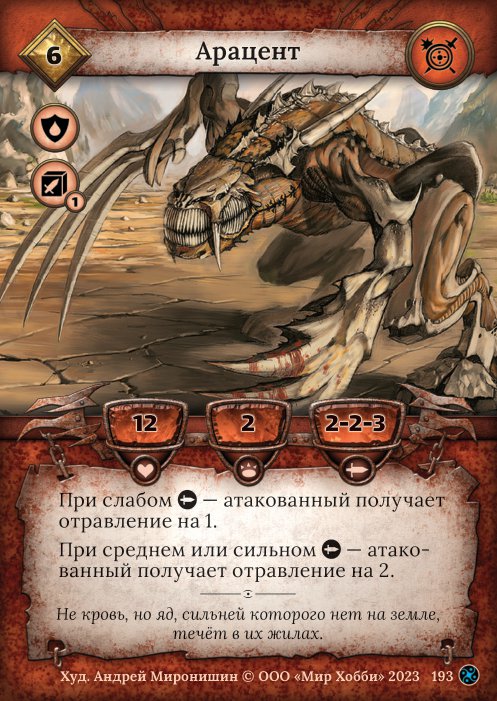 6
Арацент
1
12
2
2-2-3
При слабом — атакованный получает
отравление на 1.
При среднем или сильном — атако-
ванный получает отравление на 2.
Не кровь, но яд, сильней которого нет на земле,
течёт в их жилах.
Худ. Андрей Миронишин © ООО «Мир Хобби» 2023 193